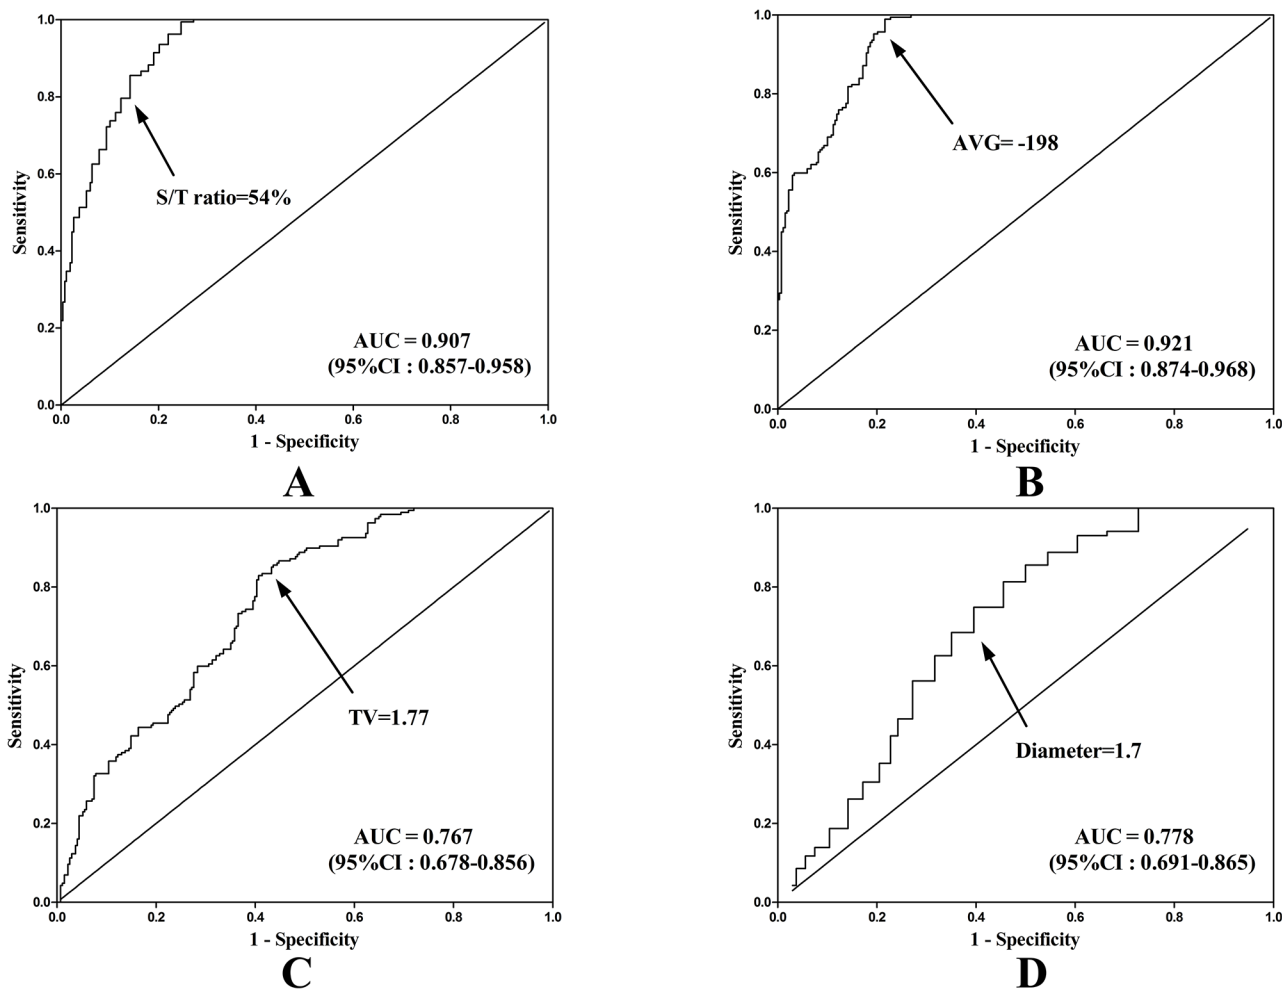 1.0
0.8
0.6
0.4
0.2
0.0
Sensitivity
S/T ratio=54%
AUC = 0.907
(95%CI : 0.857-0.958)
0.0 0.2 0.4 0.6 0.8 1.0
1 - Specificity
A
1.0
0.8
0.6
0.4
0.2
0.0
Sensitivity
AVG= -198
AUC = 0.921
(95%CI : 0.874-0.968)
0.0 0.2 0.4 0.6 0.8 1.0
1 - Specificity
B
1.0
0.8
0.6
0.4
0.2
0.0
Sensitivity
TV=1.77
AUC = 0.767
(95%CI : 0.678-0.856)
0.0 0.2 0.4 0.6 0.8 1.0
1 - Specificity
C
1.0
0.8
0.6
0.4
0.2
0.0
Sensitivity
Diameter=1.7
AUC = 0.778
(95%CI : 0.691-0.865)
0.0 0.2 0.4 0.6 0.8 1.0
1 - Specificity
D